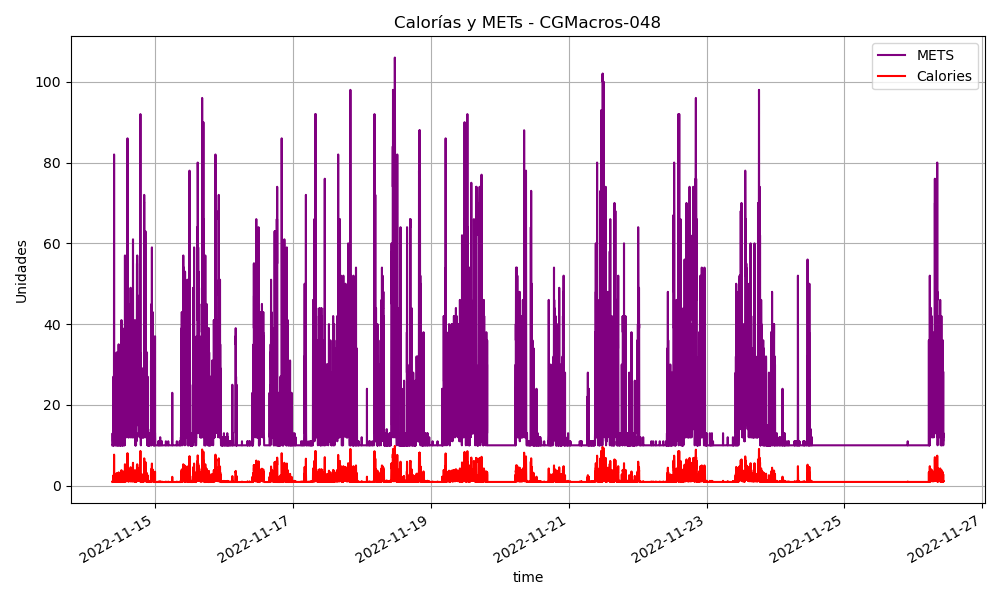 Calorías y METs - CGMacros-048
METS
Calories
Unidades
100
80
60
40
20
0
2022-11-15
2022-11-17
2022-11-19
2022-11-21
2022-11-23
2022-11-25
2022-11-27
time